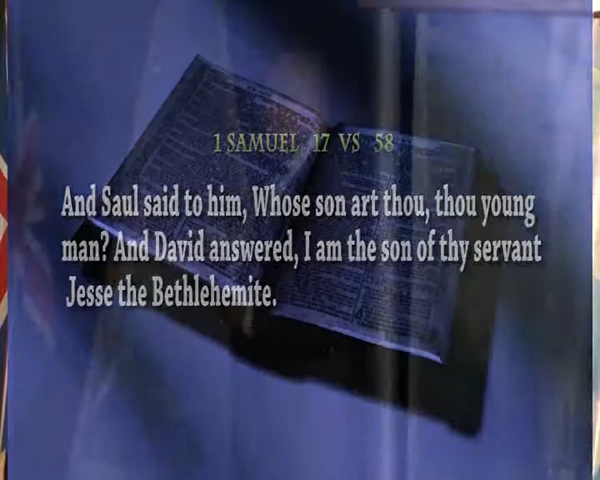 1 SAMUEL 17 VS 58
And Saul said to him, Whose son art thou, thou young
man? And David answered, I am the son of thy servant
Jesse the Bethlehemite.